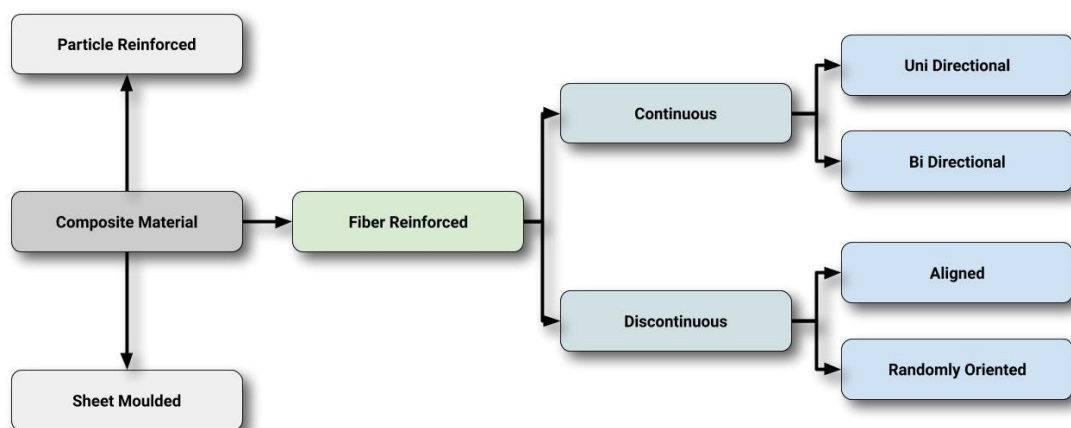 Particle Reinforced
Composite Material
Sheet Moulded
Fiber Reinforced
Continuous
Discontinuous
Uni Directional
Bi Directional
Aligned
Randomly Oriented